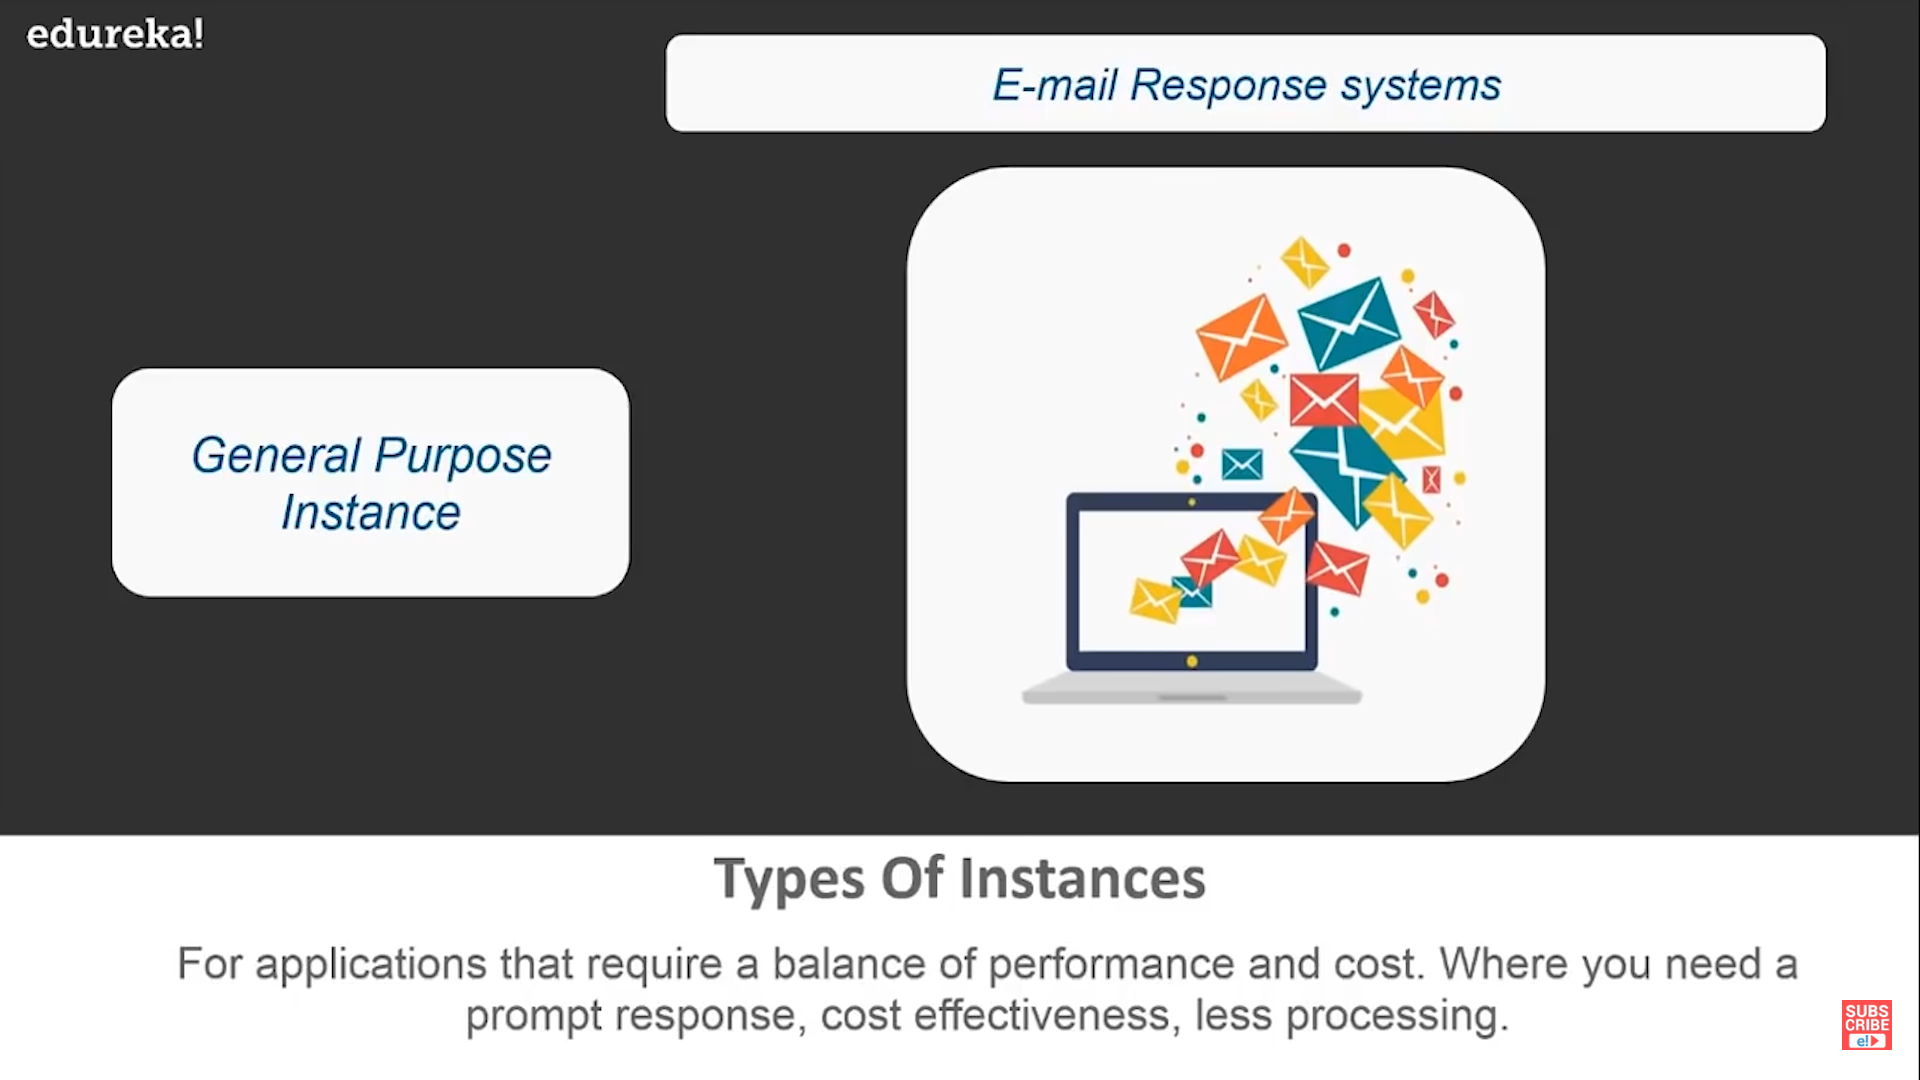 edureka!
E-mail Response systems
General Purpose
Instance
Types Of Instances
For applications that require a balance of performance and cost. Where you need a
prompt response, cost effectiveness, less processing.
SUBS
CRIBE
e!